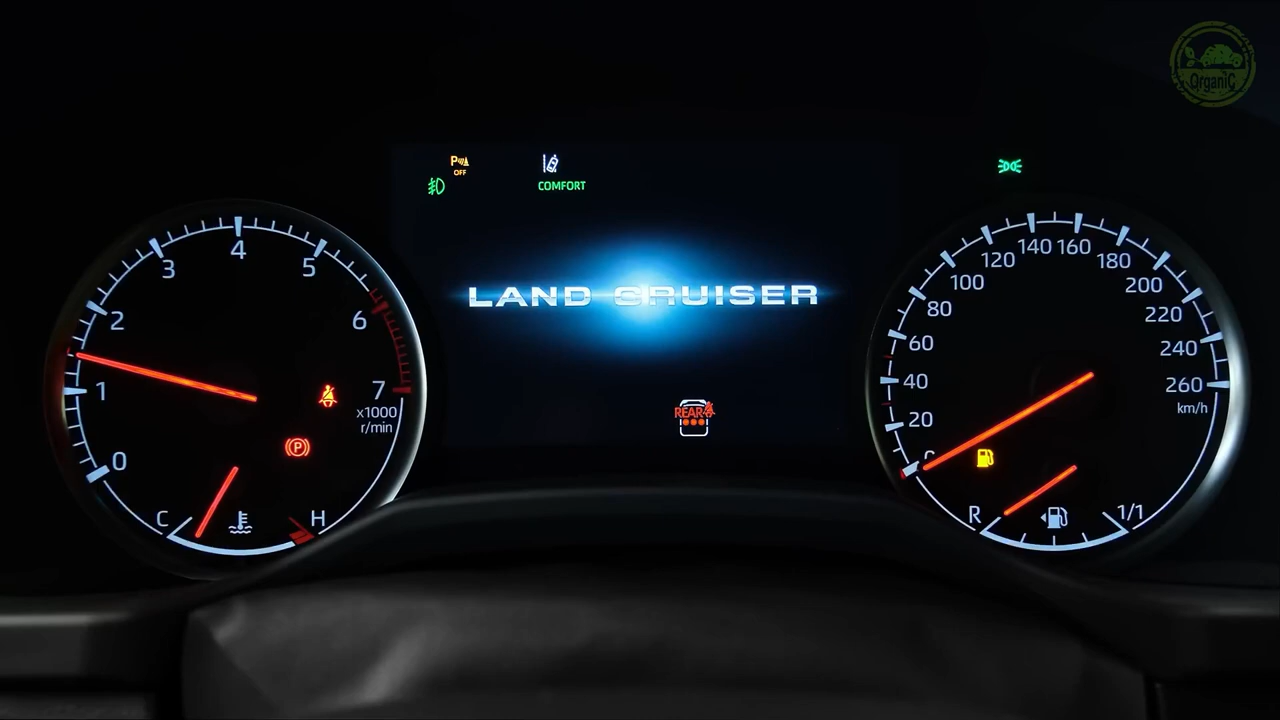 OrganiC
P
OFF
COMFORT
LAND CRUISER
REAR
0
1
2
3
4
5
6
7
x1000
r/min
P
C
H
0
20
40
60
80
100
120
140
160
180
200
220
240
260
km/h
R
1/1